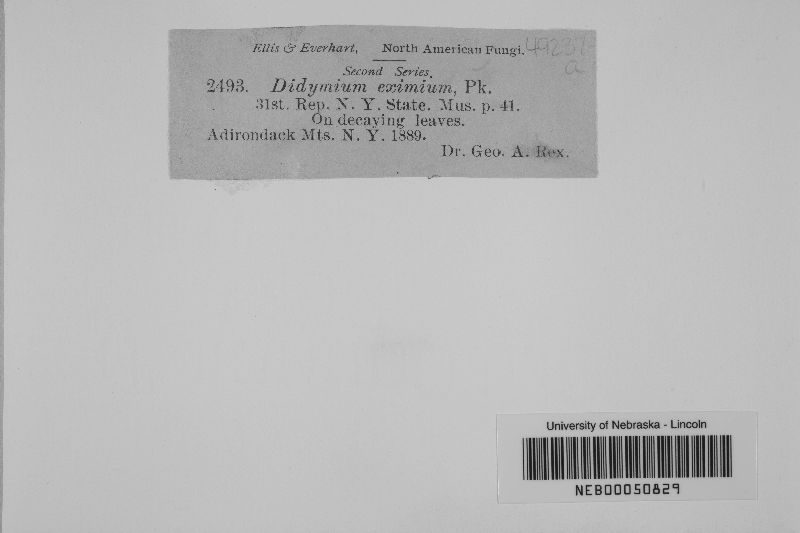 Ellis & Everhart, North American Fungi. 49237
a
Second Series.
2493. Didymium eximium, Pk.
31st. Rep. N. Y. State. Mus. p. 41.
On decaying leaves.
Adirondack Mts. N. Y. 1889.
Dr. Geo. A. Rex.
University of Nebraska - Lincoln
NEB00050829